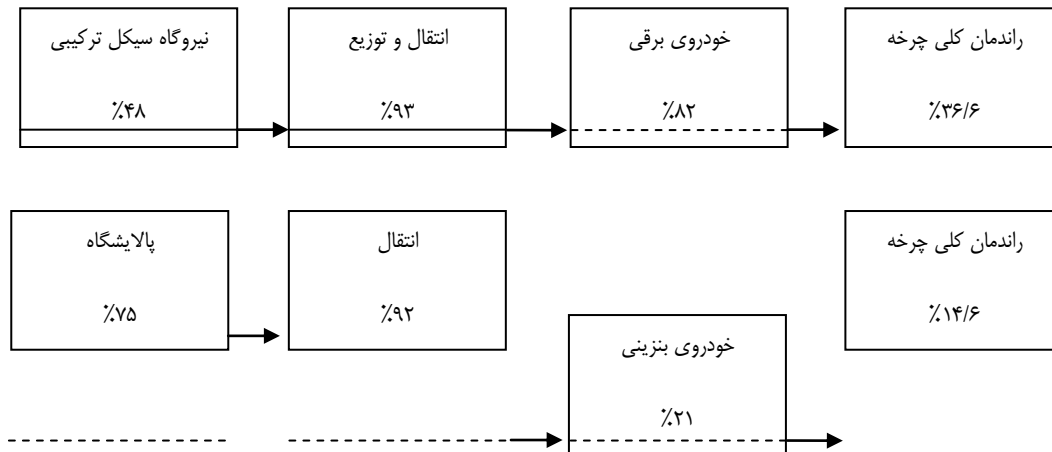 نیروگاه سیکل ترکیبی
٪۴۸
انتقال و توزیع
٪۹۳
خودروی برقی
٪۸۲
راندمان کلی چرخه
٪۳۶/۶
پالایشگاه
٪۷۵
انتقال
٪۹۲
خودروی بنزینی
٪۲۱
راندمان کلی چرخه
٪۱۴/۶